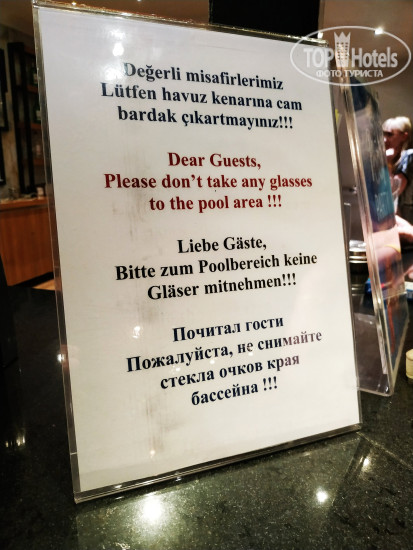 TOP Hotels
ФОТО ТУРИСТА
Değerli misafirlerimiz
Lütfen havuz kenarına cam
bardak çıkartmayınız!!!
Dear Guests,
Please don't take any glasses
to the pool area !!!
Liebe Gäste,
Bitte zum Poolbereich keine
Gläser mitnehmen!!!
Почитал гости
Пожалуйста, не снимайте
стекла очков края
бассейна !!!